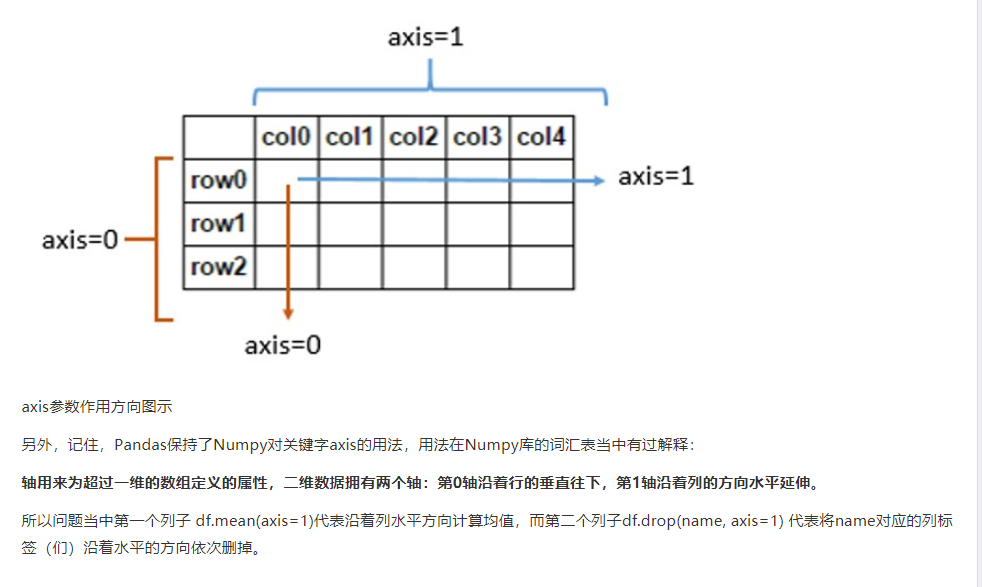 axis=1
col0 col1 col2 col3 col4
row0
axis=1
row1
axis=0
row2
axis=0
axis参数作用方向图示
另外，记住，Pandas保持了Numpy对关键字axis的用法，用法在Numpy库的词汇表当中有过解释：
轴用来为超过一维的数组定义的属性，二维数据拥有两个轴：第0轴沿着行的垂直往下，第1轴沿着列的方向水平延伸。
所以问题当中第一个列子 df.mean(axis=1)代表沿着列水平方向计算均值，而第二个列子df.drop(name, axis=1) 代表将name对应的列标
签（们）沿着水平的方向依次删掉。